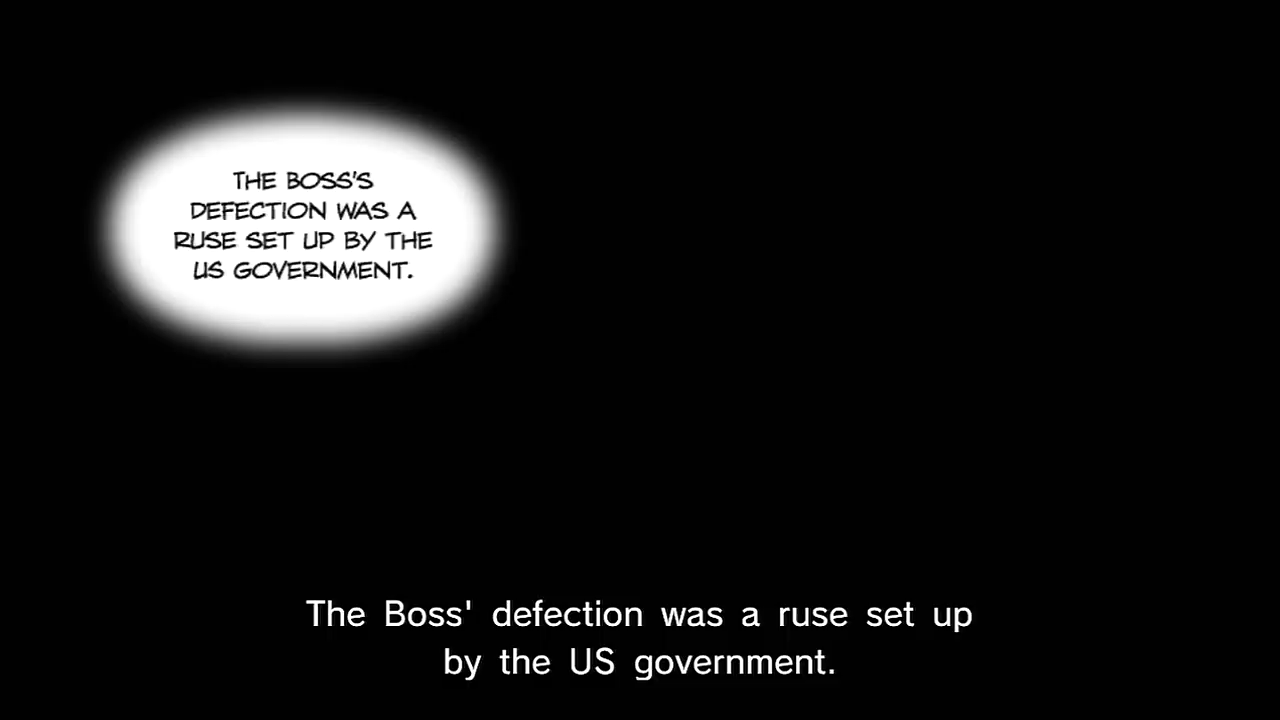 THE BOSS'S
DEFECTION WAS A
RUSE SET UP BY THE
US GOVERNMENT.
The Boss' defection was a ruse set up
by the US government.